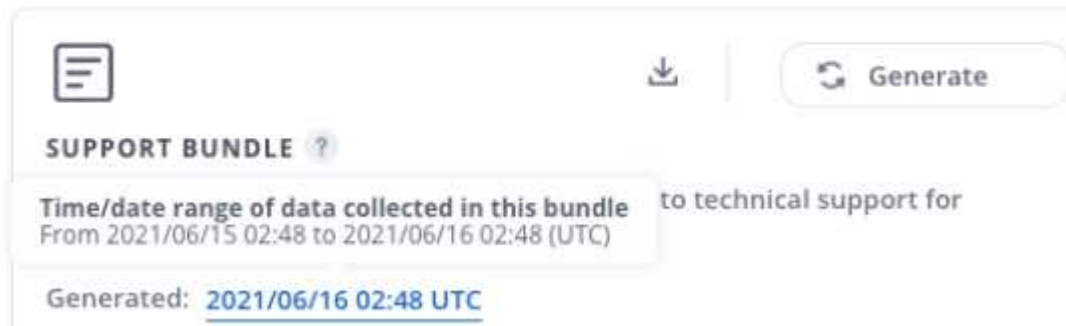 Generate
SUPPORT BUNDLE ?
Time/date range of data collected in this bundle
to technical support for
From 2021/06/15 02:48 to 2021/06/16 02:48 (UTC)
Generated: 2021/06/16 02:48 UTC